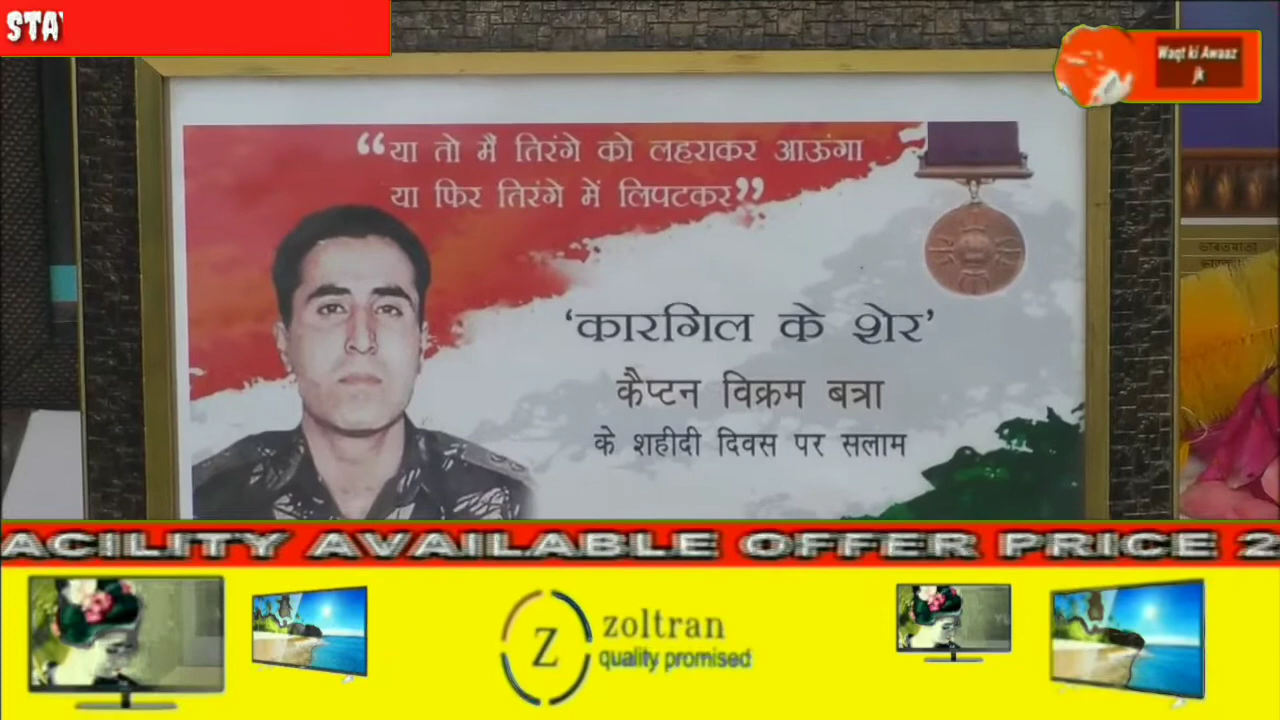 STAY
Waqt ki Awaaz
jk
“या तो मैं तिरंगे को लहराकर आऊंगा
या फिर तिरंगे में लिपटकर”
‘कारगिल के शेर’
कैप्टन विक्रम बत्रा
के शहीदी दिवस पर सलाम
ACILITY AVAILABLE OFFER PRICE 2
Z
zoltran
quality promised